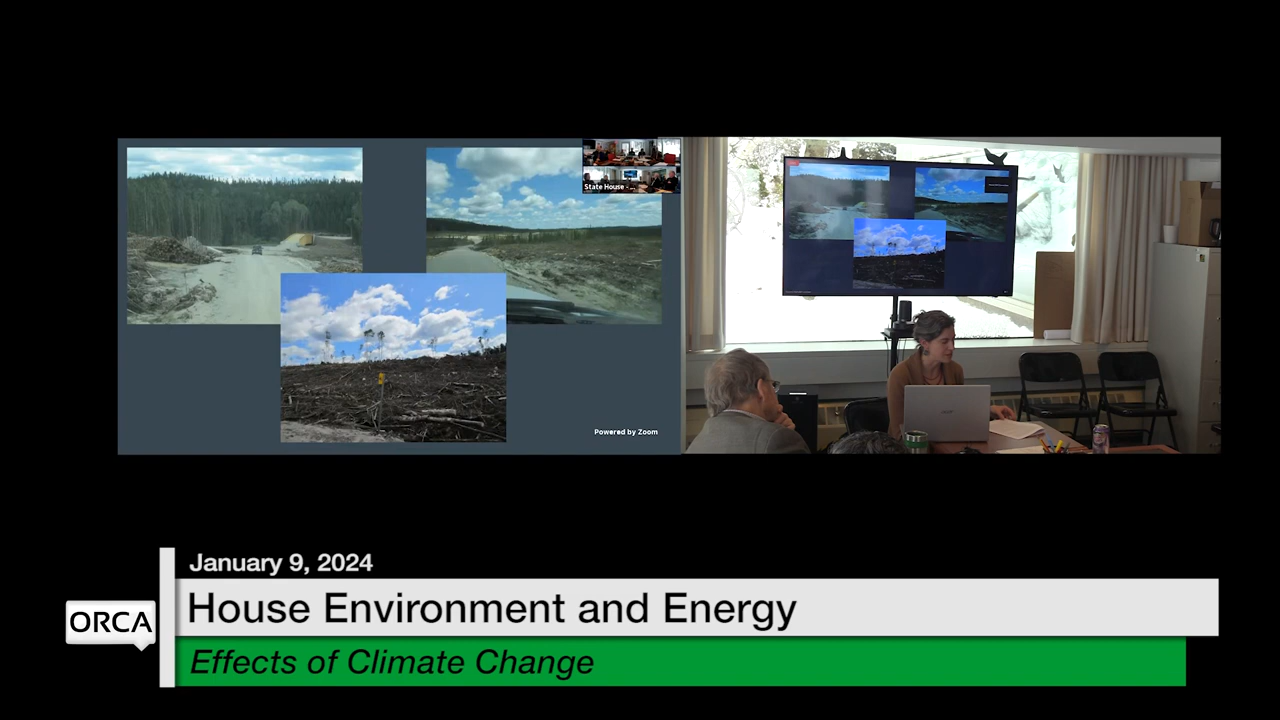 State House - ...
Powered by Zoom
January 9, 2024
House Environment and Energy
ORCA
Effects of Climate Change